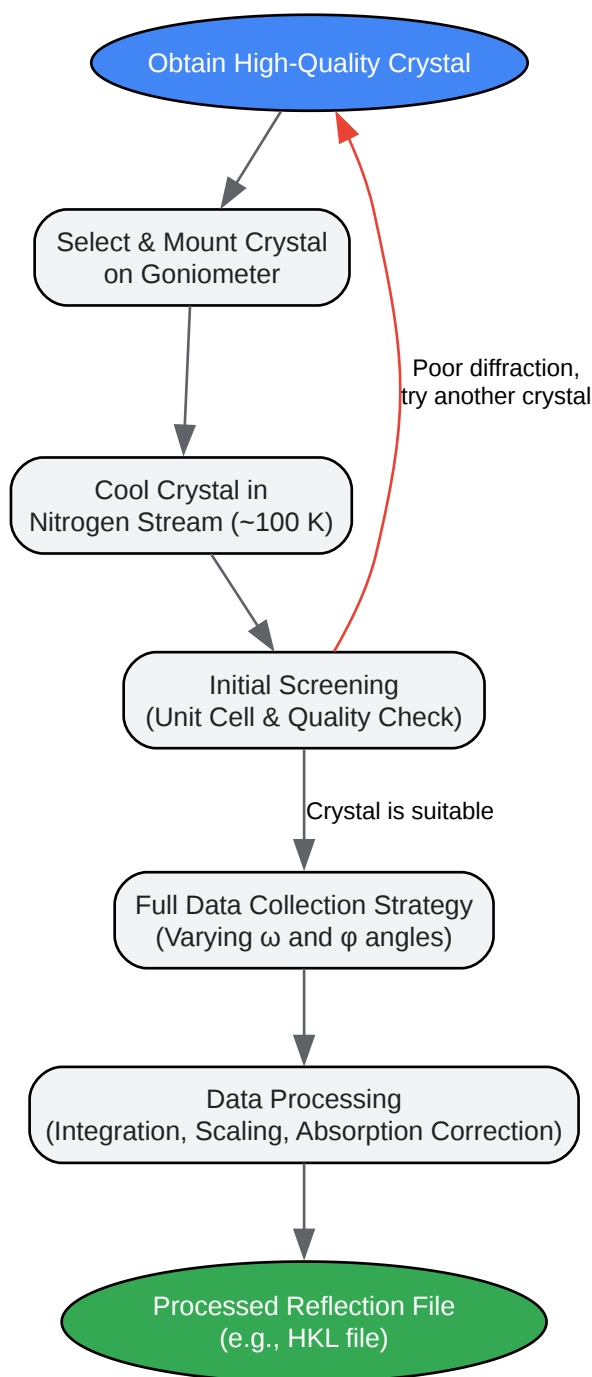 Obtain High-Quality Crystal
Select & Mount Crystal
on Goniometer
Poor diffraction,
try another crystal
Cool Crystal in
Nitrogen Stream (~100 K)
Initial Screening
(Unit Cell & Quality Check)
Crystal is suitable
Full Data Collection Strategy
(Varying ω and φ angles)
Data Processing
(Integration, Scaling, Absorption Correction)
Processed Reflection File
(e.g., HKL file)